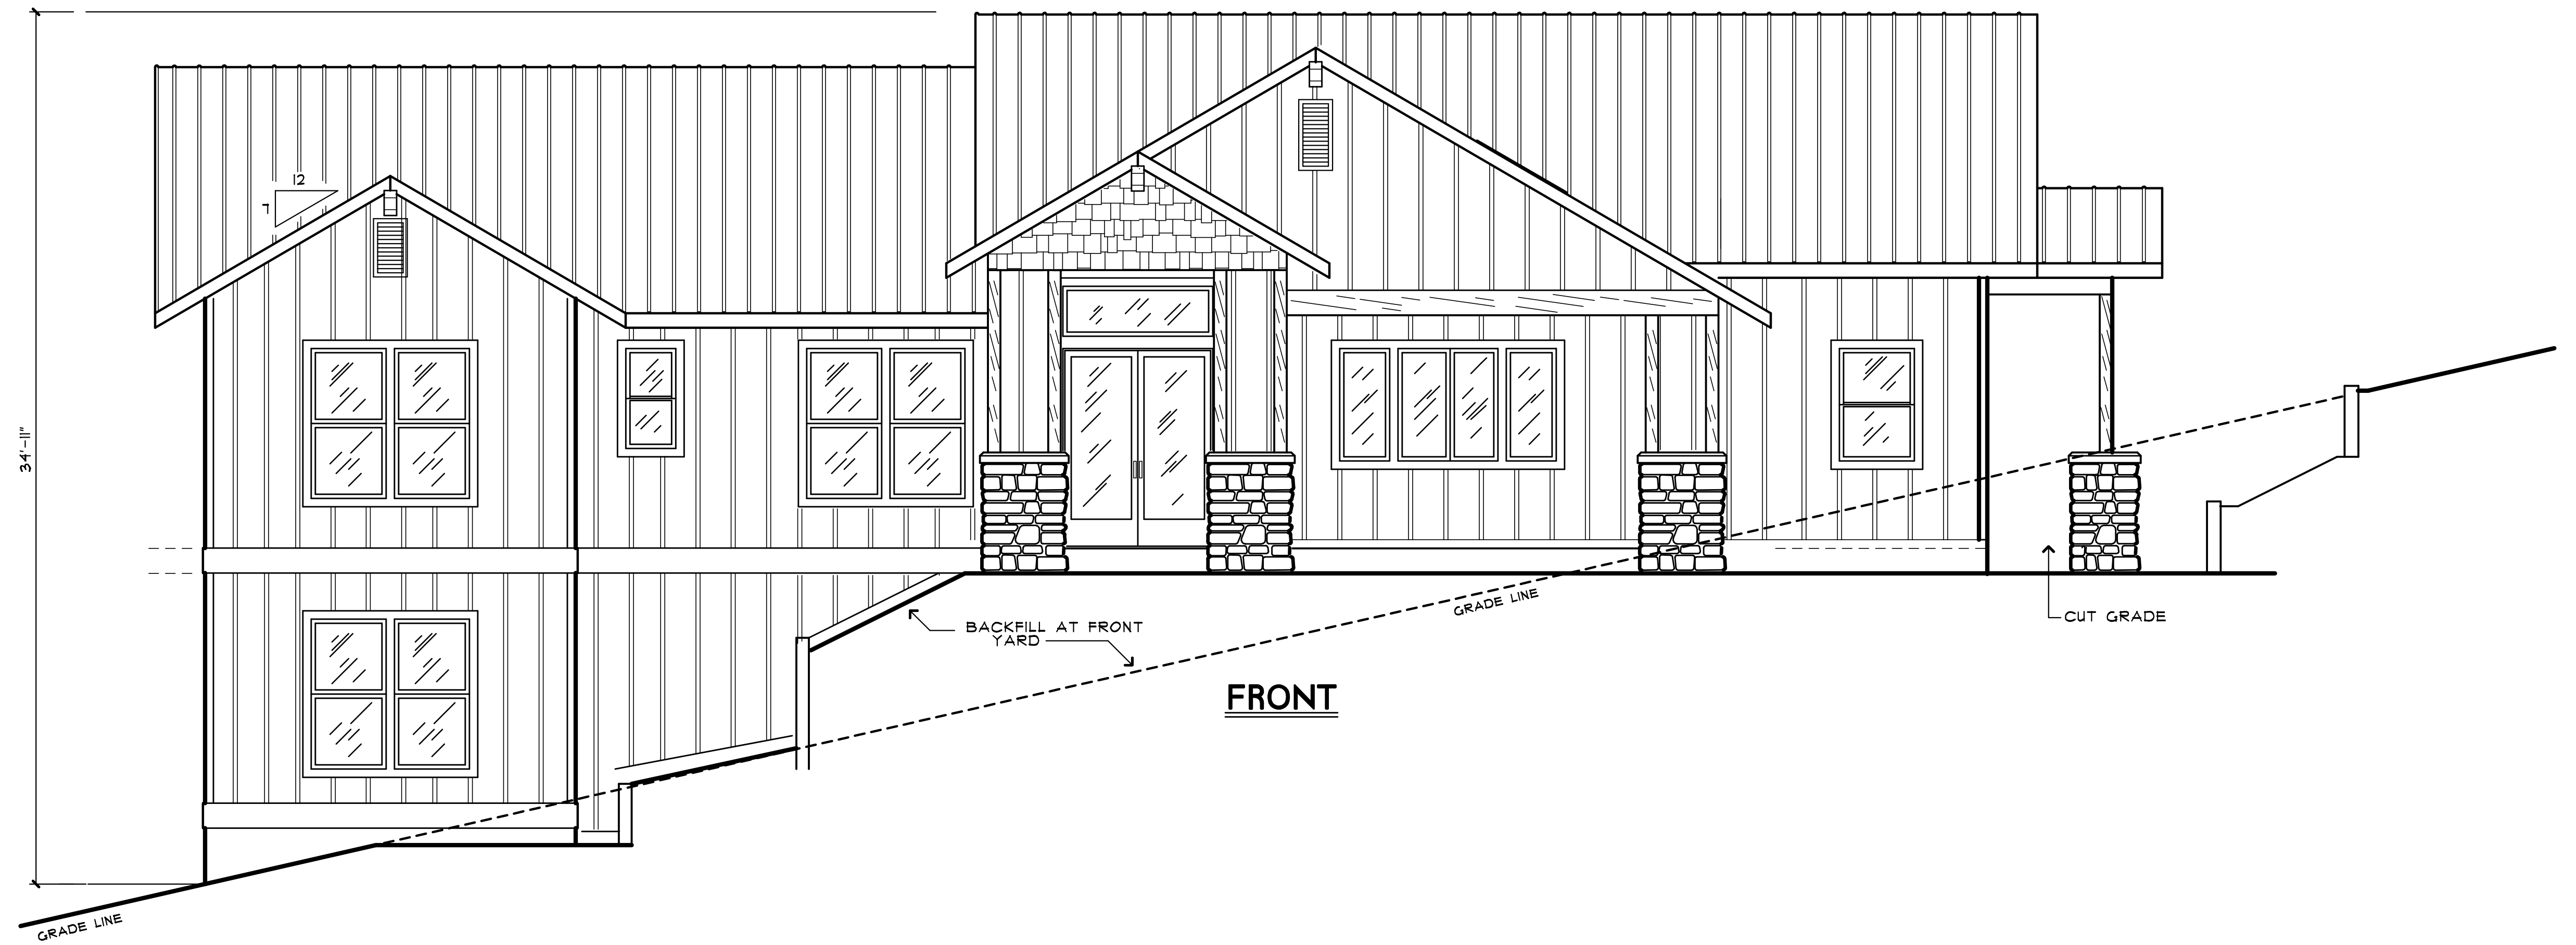 12
7
34'-11"
GRADE LINE
BACKFILL AT FRONT
YARD
CUT GRADE
FRONT
GRADE LINE